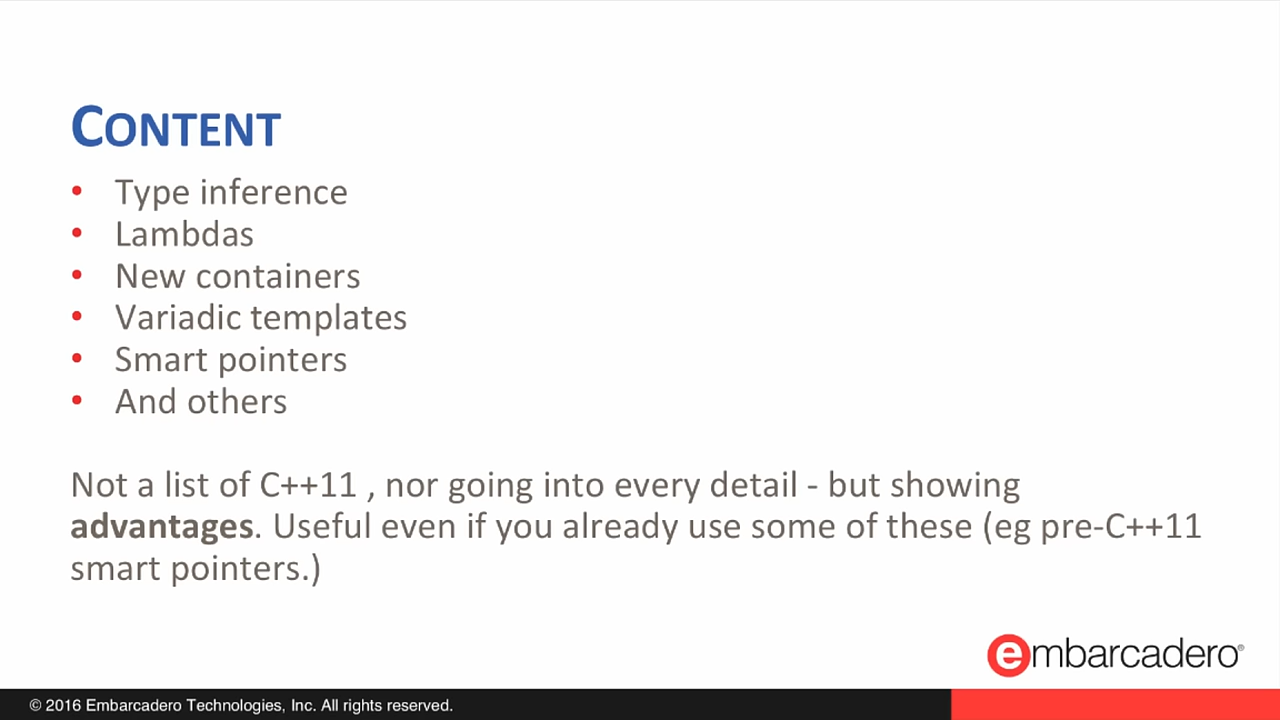 CONTENT
• Type inference
• Lambdas
• New containers
• Variadic templates
• Smart pointers
• And others
Not a list of C++11 , nor going into every detail - but showing
advantages. Useful even if you already use some of these (eg pre-C++11
smart pointers.)
embarcadero®
© 2016 Embarcadero Technologies, Inc. All rights reserved.